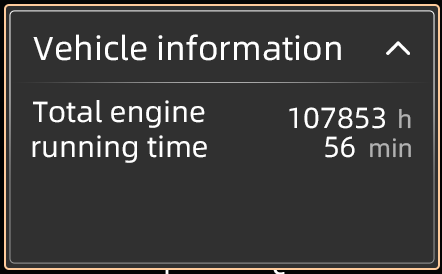 Vehicle information
Total engine 107853 h
running time 56 min